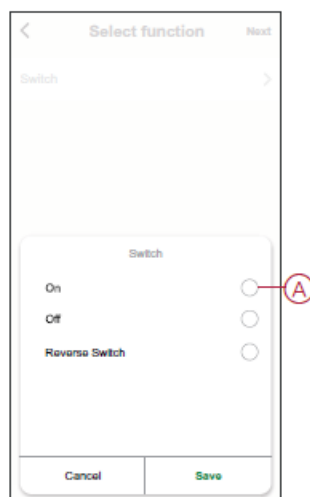 Select function Next
Switch
Switch
On
Off
Reverse Switch
A
Cancel Save